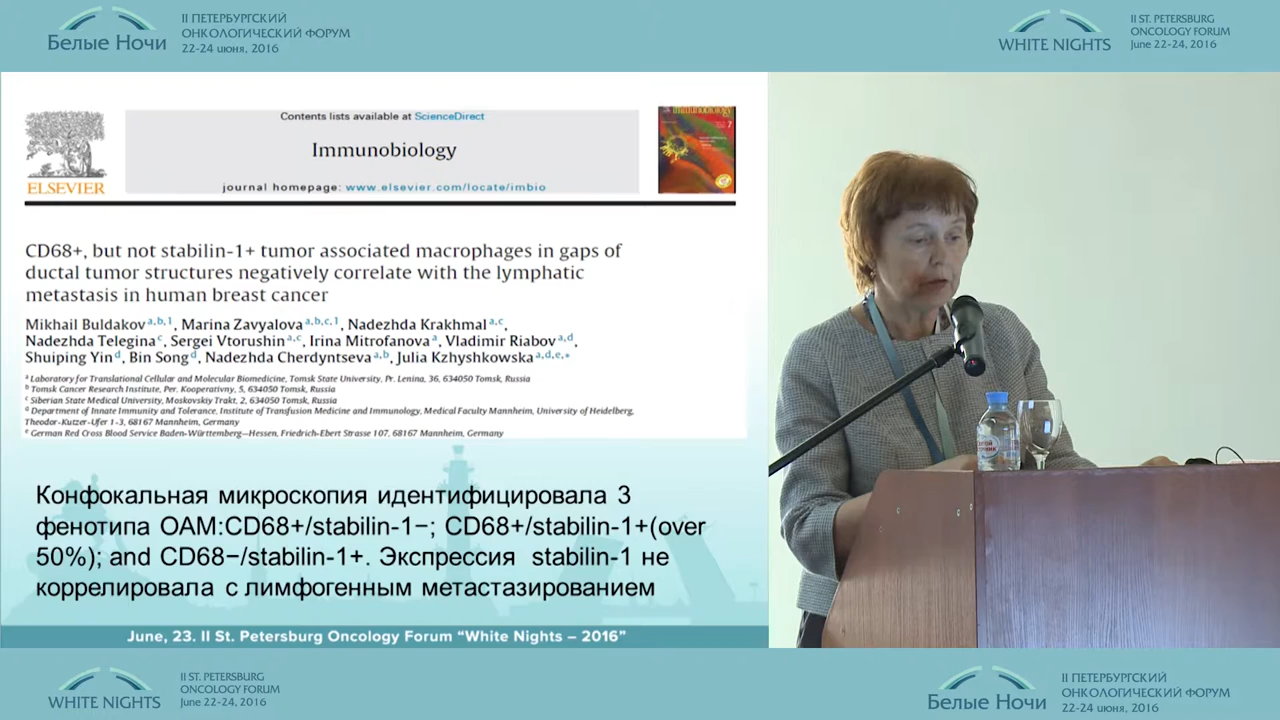 Белые Ночи
II ПЕТЕРБУРГСКИЙ
ОНКОЛОГИЧЕСКИЙ ФОРУМ
22-24 июня, 2016
WHITE NIGHTS
II ST. PETERSBURG
ONCOLOGY FORUM
June 22-24, 2016
ELSEVIER
Contents lists available at ScienceDirect
Immunobiology
journal homepage: www.elsevier.com/locate/imbio
CD68+, but not stabilin-1+ tumor associated macrophages in gaps of
ductal tumor structures negatively correlate with the lymphatic
metastasis in human breast cancer
Mikhail Buldakov a,b,1, Marina Zavyalova a,b,c,1, Nadezhda Krakhmal a,c,
Nadezhda Telegina c, Sergei Vtorushin a,c, Irina Mitrofanova a, Vladimir Riabov a,d,
Shuiping Yin d, Bin Song d, Nadezhda Cherdyntseva a,b, Julia Kzhyshkowska a,d,e,*
a Laboratory for Translational Cellular and Molecular Biomedicine, Tomsk State University, Pr. Lenina, 36, 634050 Tomsk, Russia
b Tomsk Cancer Research Institute, Per. Kooperativny, 5, 634050 Tomsk, Russia
c Siberian State Medical University, Moskovskiy Trakt, 2, 634050 Tomsk, Russia
d Department of Innate Immunity and Tolerance, Institute of Transfusion Medicine and Immunology, Medical Faculty Mannheim, University of Heidelberg,
Theodor-Kutzer-Ufer 1-3, 68167 Mannheim, Germany
e German Red Cross Blood Service Baden-Württemberg—Hessen, Friedrich-Ebert Strasse 107, 68167 Mannheim, Germany
Конфокальная микроскопия идентифицировала 3
фенотипа ОАМ:CD68+/stabilin-1−; CD68+/stabilin-1+(over
50%); and CD68−/stabilin-1+. Экспрессия stabilin-1 не
коррелировала с лимфогенным метастазированием
June, 23. II St. Petersburg Oncology Forum “White Nights – 2016”
WHITE NIGHTS
II ST. PETERSBURG
ONCOLOGY FORUM
June 22-24, 2016
Белые Ночи
II ПЕТЕРБУРГСКИЙ
ОНКОЛОГИЧЕСКИЙ ФОРУМ
22-24 июня, 2016